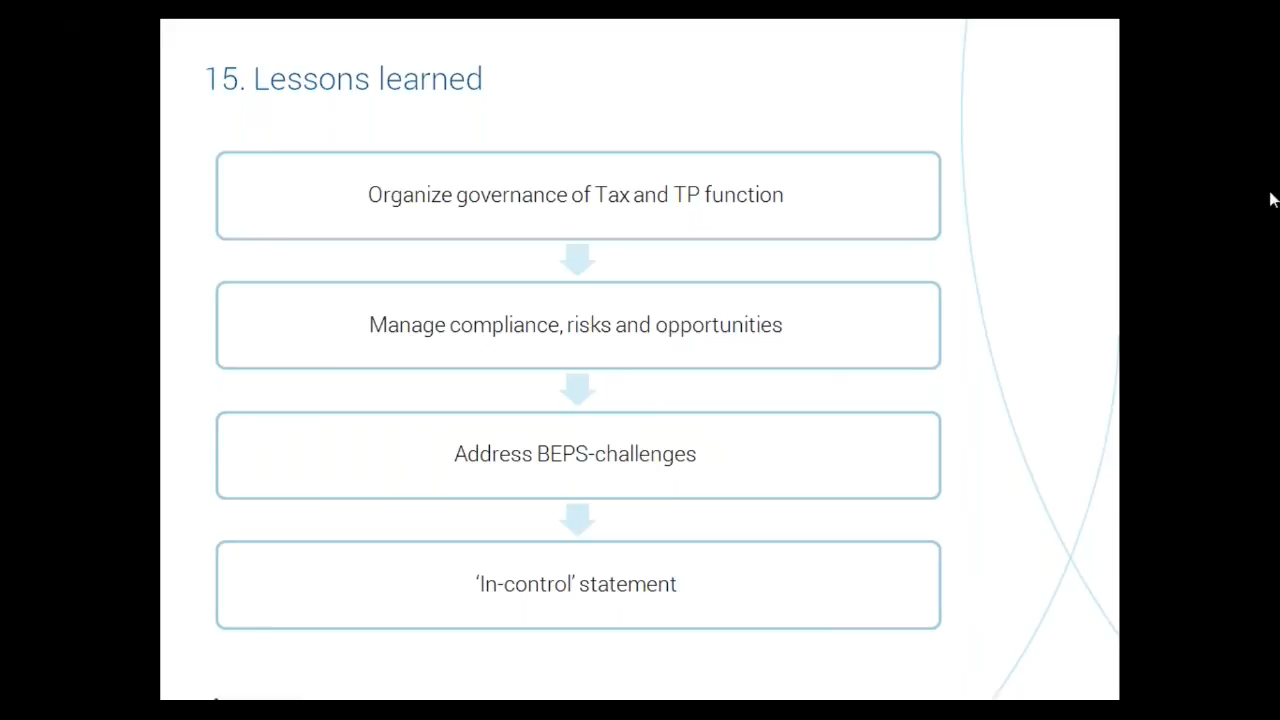 15. Lessons learned
Organize governance of Tax and TP function
Manage compliance, risks and opportunities
Address BEPS-challenges
‘In-control’ statement